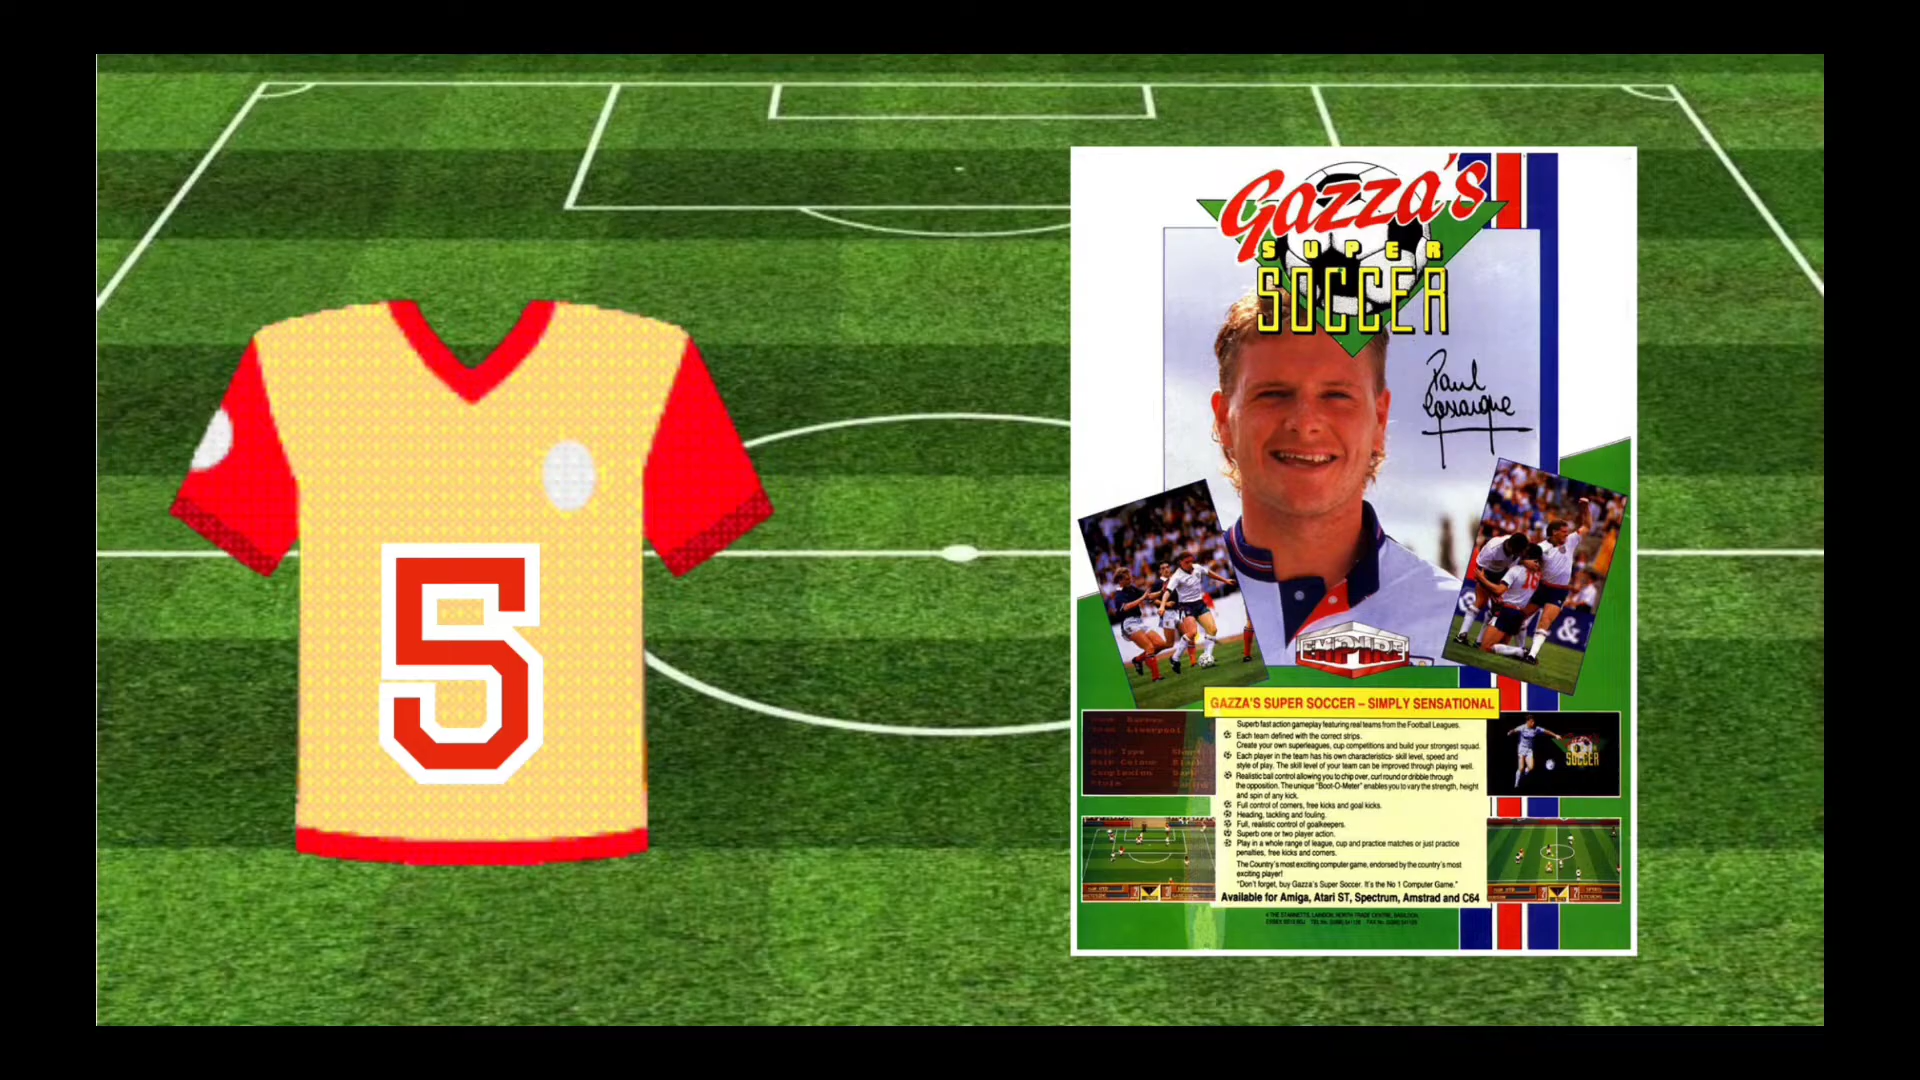 5
Gazza's
SUPER
SOCCER
Paul
Gascoigne
EMPIRE
GAZZA'S SUPER SOCCER – SIMPLY SENSATIONAL
Superb fast action gameplay featuring real teams from the Football Leagues.
Each team defined with the correct strips.
Create your own superleagues, cup competitions and build your strongest squad.
Each player in the team has his own characteristics- skill level, speed and
style of play. The skill level of your team can be improved through playing well.
Realistic ball control allowing you to chip over, curl round or dribble through
the opposition. The unique "Boot-O-Meter" enables you to vary the strength, height
and spin of any kick.
Full control of corners, free kicks and goal kicks.
Heading, tackling and fouling.
Full, realistic control of goalkeepers.
Superb one or two player action.
Play in a whole range of league, cup and practice matches or just practice
penalties, free kicks and corners.
The Country's most exciting computer game, endorsed by the country's most
exciting player!
"Don't forget, buy Gazza's Super Soccer. It's the No 1 Computer Game."
Available for Amiga, Atari ST, Spectrum, Amstrad and C64
Liverpool
Hair Type
Hair Colour
Complexion
SOCCER
&